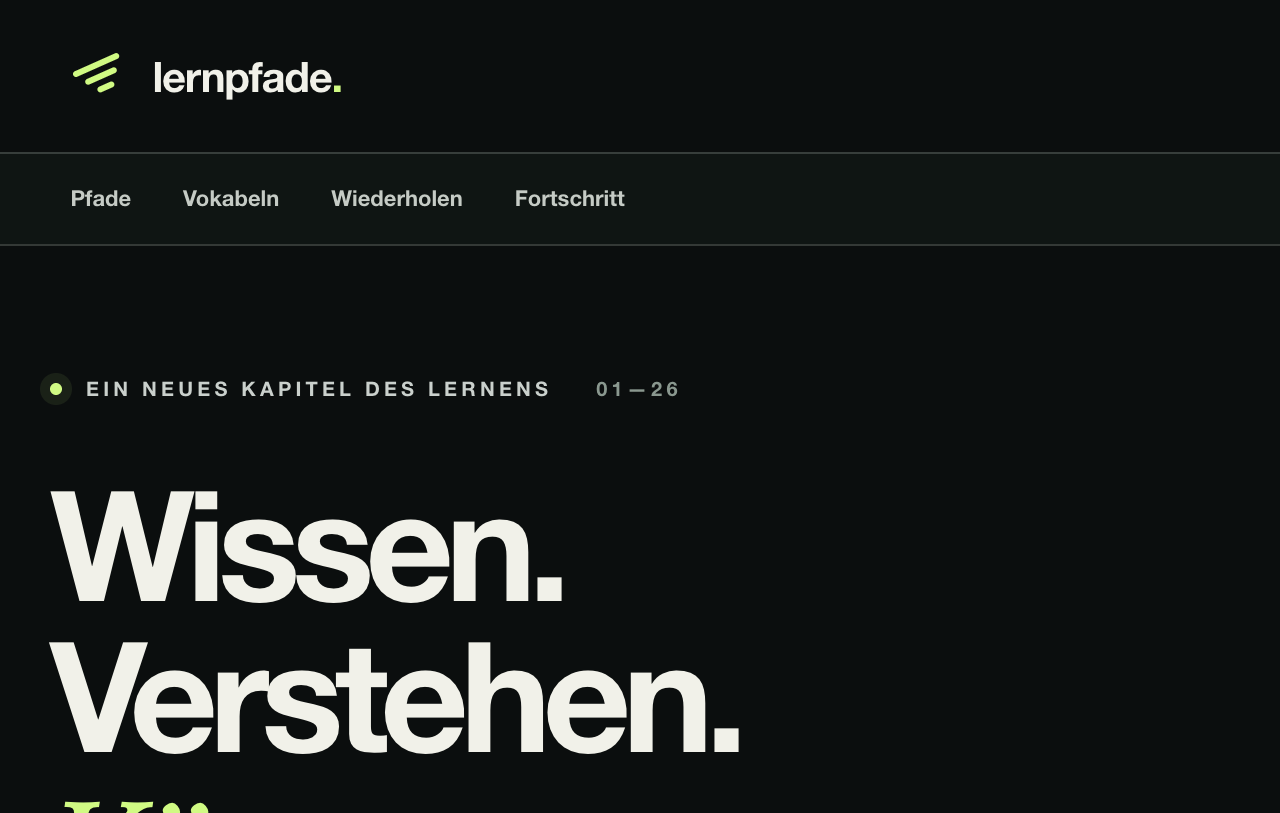 lernpfade.
Pfade Vokabeln Wiederholen Fortschritt
EIN NEUES KAPITEL DES LERNENS 01—26
Wissen.
Verstehen.